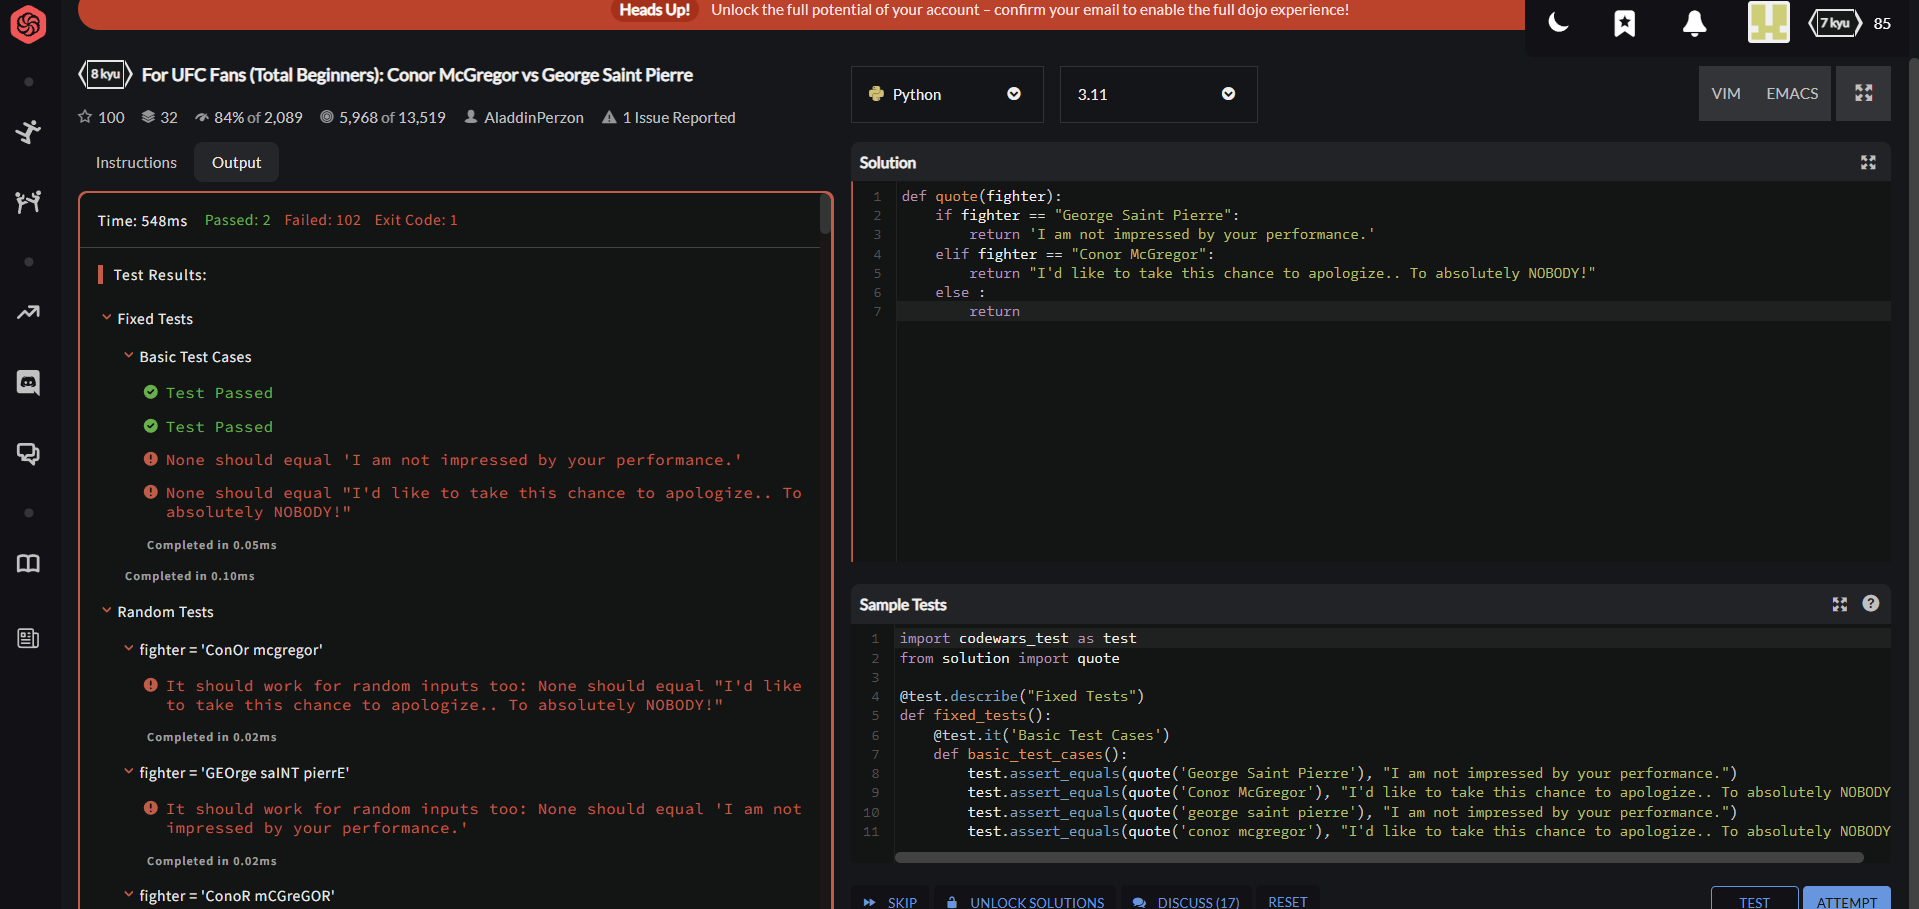 Heads Up! Unlock the full potential of your account – confirm your email to enable the full dojo experience!
7 kyu 85
8 kyu For UFC Fans (Total Beginners): Conor McGregor vs George Saint Pierre
100 32 84% of 2,089 5,968 of 13,519 AladdinPerzon 1 Issue Reported
Instructions Output
Time: 548ms Passed: 2 Failed: 102 Exit Code: 1
Test Results:
Fixed Tests
Basic Test Cases
Test Passed
Test Passed
None should equal 'I am not impressed by your performance.'
None should equal "I'd like to take this chance to apologize.. To
absolutely NOBODY!"
Completed in 0.05ms
Completed in 0.10ms
Random Tests
fighter = 'ConOr mcgregor'
It should work for random inputs too: None should equal "I'd like
to take this chance to apologize.. To absolutely NOBODY!"
Completed in 0.02ms
fighter = 'GEOrge saINT pierrE'
It should work for random inputs too: None should equal 'I am not
impressed by your performance.'
Completed in 0.02ms
fighter = 'ConoR mCGreGOR'
Python 3.11 VIM EMACS
Solution
1 def quote(fighter):
2 if fighter == "George Saint Pierre":
3 return 'I am not impressed by your performance.'
4 elif fighter == "Conor McGregor":
5 return "I'd like to take this chance to apologize.. To absolutely NOBODY!"
6 else :
7 return
Sample Tests
1 import codewars_test as test
2 from solution import quote
3
4 @test.describe("Fixed Tests")
5 def fixed_tests():
6 @test.it('Basic Test Cases')
7 def basic_test_cases():
8 test.assert_equals(quote('George Saint Pierre'), "I am not impressed by your performance.")
9 test.assert_equals(quote('Conor McGregor'), "I'd like to take this chance to apologize.. To absolutely NOBODY
10 test.assert_equals(quote('george saint pierre'), "I am not impressed by your performance.")
11 test.assert_equals(quote('conor mcgregor'), "I'd like to take this chance to apologize.. To absolutely NOBODY
SKIP UNLOCK SOLUTIONS DISCUSS (17) RESET TEST ATTEMPT